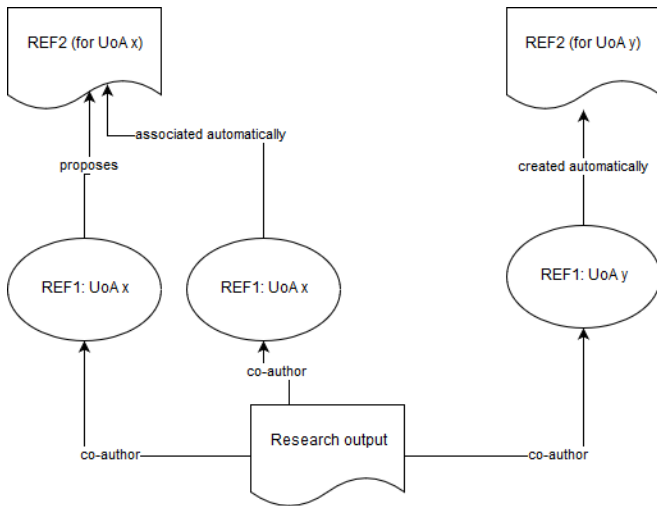 REF2 (for UoA x)
REF2 (for UoA y)
associated automatically
proposes
created automatically
REF1: UoA x
REF1: UoA x
REF1: UoA y
co-author
Research output
co-author
co-author